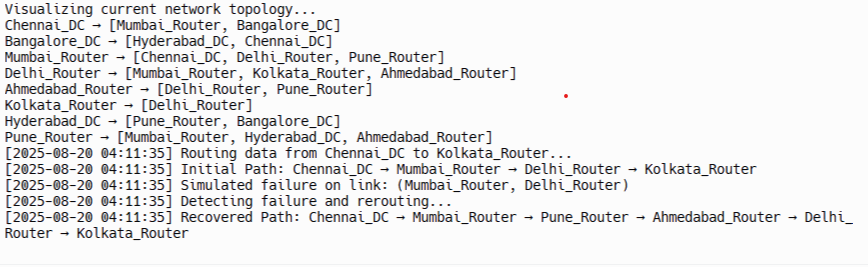 Visualizing current network topology...
Chennai_DC → [Mumbai_Router, Bangalore_DC]
Bangalore_DC → [Hyderabad_DC, Chennai_DC]
Mumbai_Router → [Chennai_DC, Delhi_Router, Pune_Router]
Delhi_Router → [Mumbai_Router, Kolkata_Router, Ahmedabad_Router]
Ahmedabad_Router → [Delhi_Router, Pune_Router]
Kolkata_Router → [Delhi_Router]
Hyderabad_DC → [Pune_Router, Bangalore_DC]
Pune_Router → [Mumbai_Router, Hyderabad_DC, Ahmedabad_Router]
[2025-08-20 04:11:35] Routing data from Chennai_DC to Kolkata_Router...
[2025-08-20 04:11:35] Initial Path: Chennai_DC → Mumbai_Router → Delhi_Router → Kolkata_Router
[2025-08-20 04:11:35] Simulated failure on link: (Mumbai_Router, Delhi_Router)
[2025-08-20 04:11:35] Detecting failure and rerouting...
[2025-08-20 04:11:35] Recovered Path: Chennai_DC → Mumbai_Router → Pune_Router → Ahmedabad_Router → Delhi_
Router → Kolkata_Router